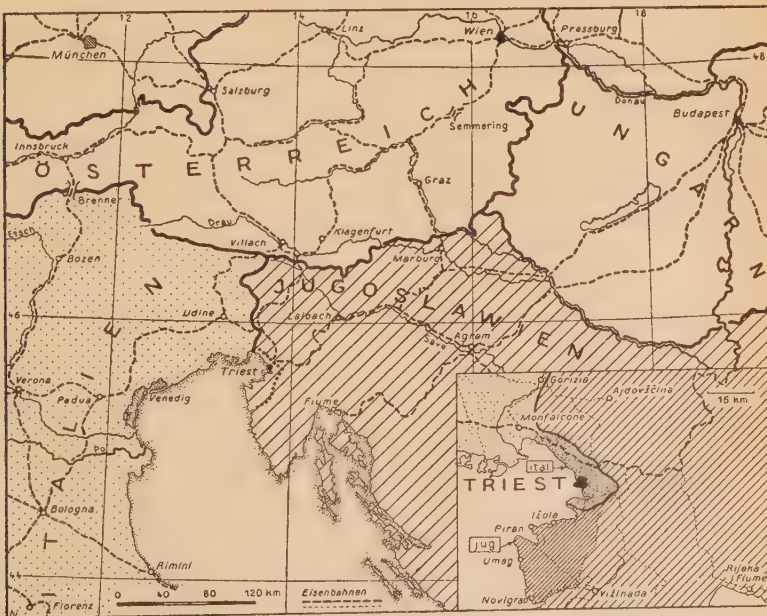 12 14 16 18
München
Linz
Wien
Pressburg
48
Salzburg
Donau
Budapest
Semmering
Innsbruck
ÖSTERREICH
UNGARN
Brenner
Graz
Etsch
Drau
Villach
Klagenfurt
Marburg
Bozen
JUGOSLAWIEN
46
Udine
Laibach
Agram
Save
Triest
Verona
Padua
Venedig
Fiume
Po
ITALIEN
Bologna
Rimini
44
Florenz
0 40 80 120 km
Eisenbahnen
Gorizia
Ajdovščina
15 km
Monfalcone
ital
TRIEST
Izola
Piran
jug
Umag
Novigrad
Vižinada
Rijeka
(Fiume)